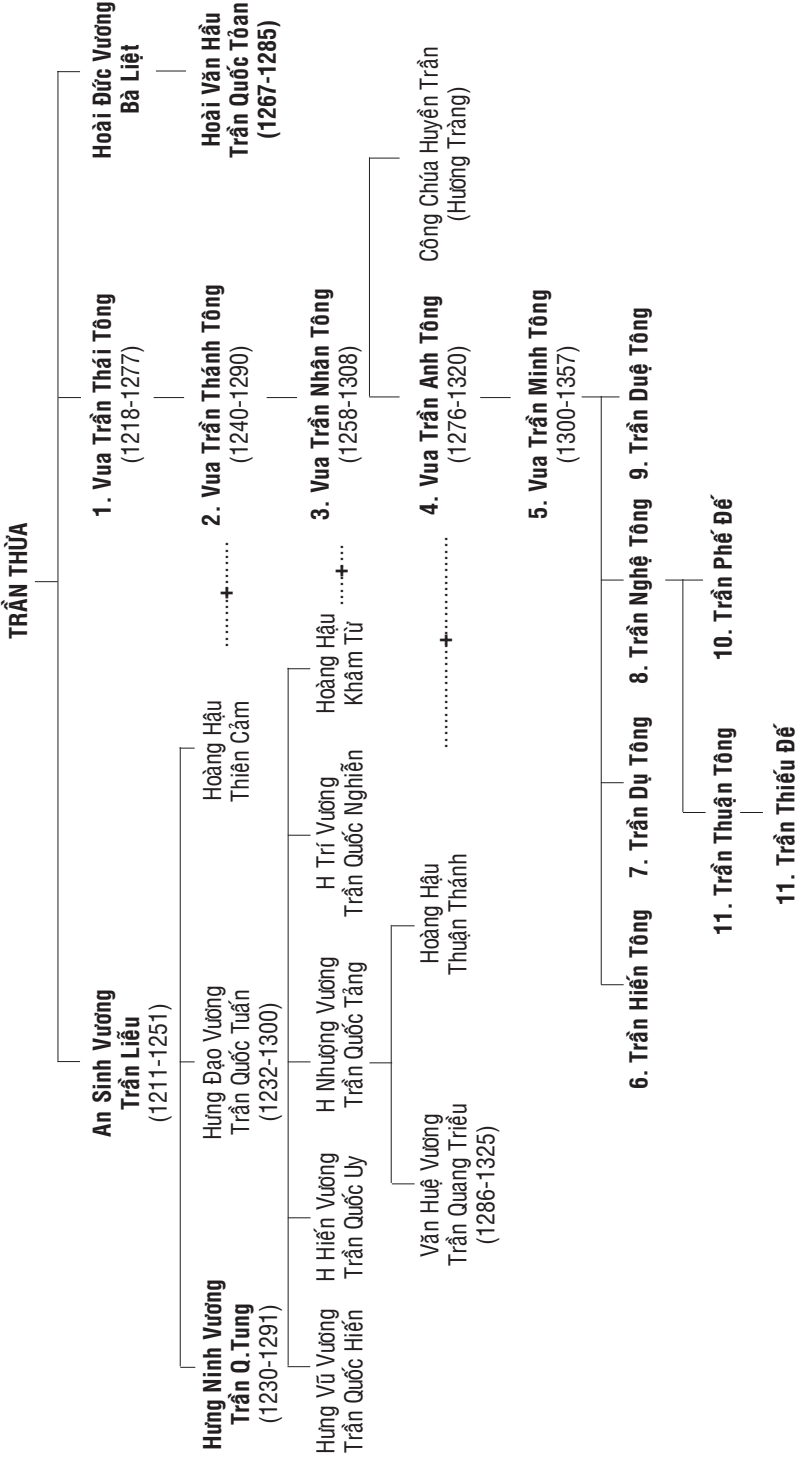 TRẦN THỪA
An Sinh Vương
Trần Liễu
(1211-1251)
1. Vua Trần Thái Tông
(1218-1277)
Hoài Đức Vương
Bà Liệt
Hưng Ninh Vương
Trần Q.Tung
(1230-1291)
Hưng Đạo Vương
Trần Quốc Tuấn
(1232-1300)
Hoàng Hậu
Thiên Cảm
.........+.........
2. Vua Trần Thánh Tông
(1240-1290)
Hoài Văn Hầu
Trần Quốc Tỏan
(1267-1285)
Hưng Vũ Vương
Trần Quốc Hiến
H Hiến Vương
Trần Quốc Uy
H Nhượng Vương
Trần Quốc Tảng
H Trí Vương
Trần Quốc Nghiễn
Hoàng Hậu
Khâm Từ
.....+.....
3. Vua Trần Nhân Tông
(1258-1308)
Văn Huệ Vương
Trần Quang Triều
(1286-1325)
Hoàng Hậu
Thuận Thánh
....................+....................
4. Vua Trần Anh Tông
(1276-1320)
Công Chúa Huyền Trân
(Hương Tràng)
5. Vua Trần Minh Tông
(1300-1357)
6. Trần Hiến Tông
7. Trần Dụ Tông
8. Trần Nghệ Tông
9. Trần Duệ Tông
11. Trần Thuận Tông
10. Trần Phế Đế
11. Trần Thiếu Đế